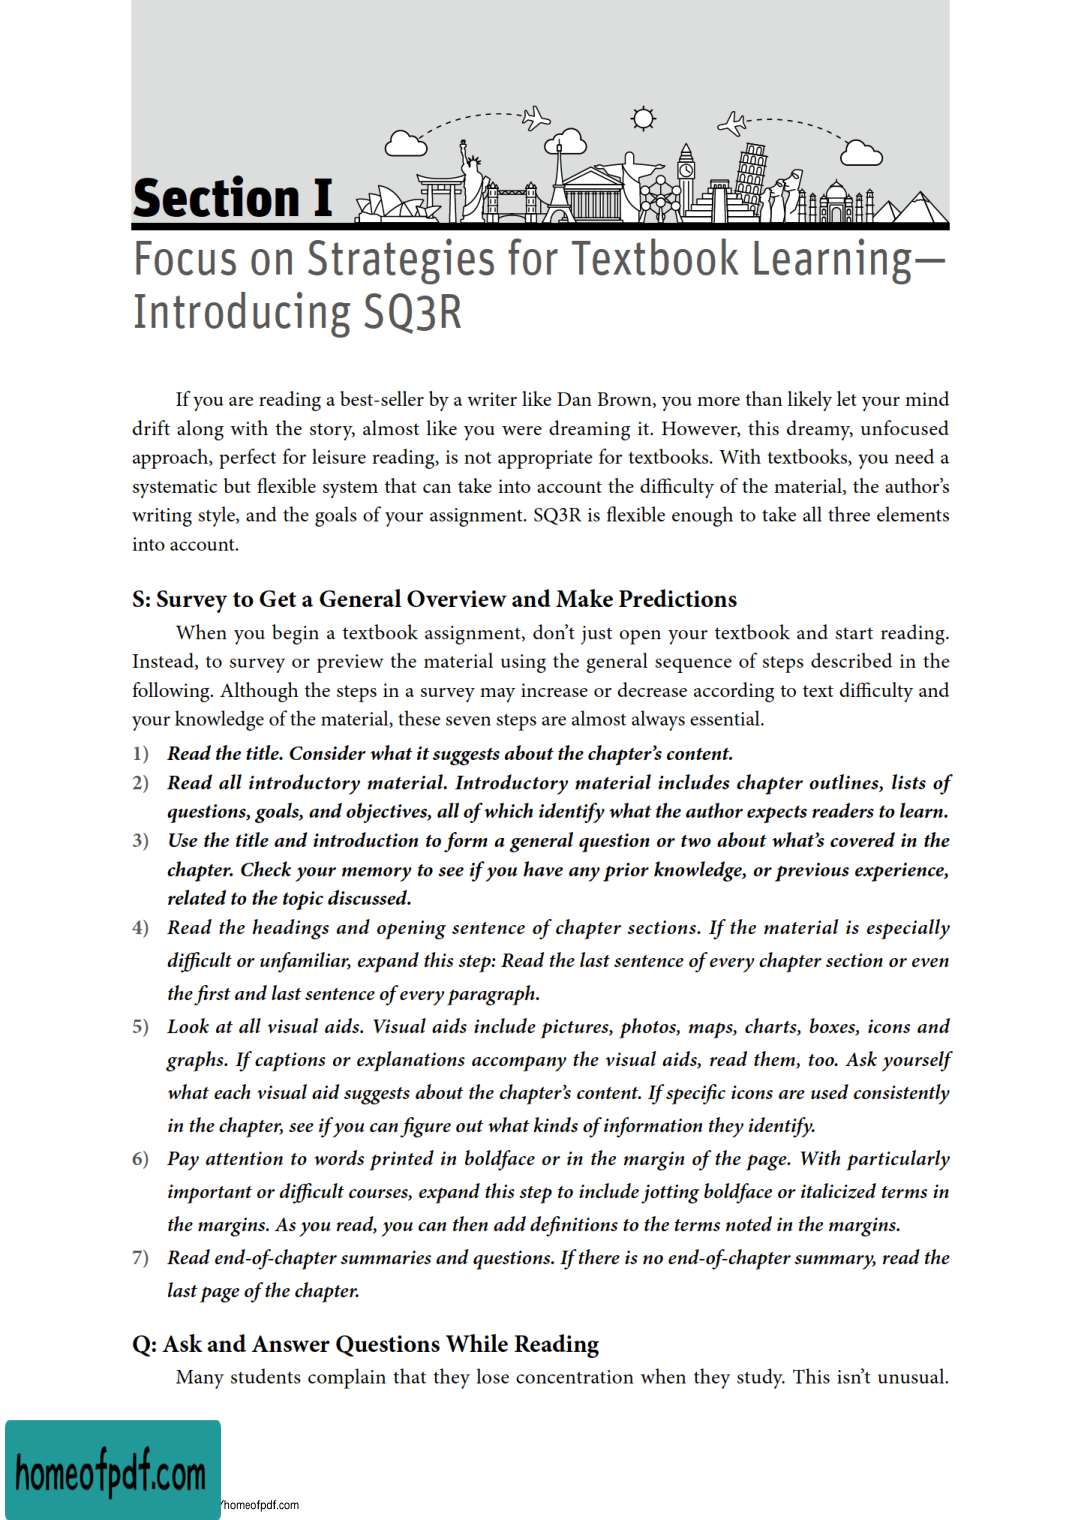 Section I
Focus on Strategies for Textbook Learning—
Introducing SQ3R
If you are reading a best-seller by a writer like Dan Brown, you more than likely let your mind
drift along with the story, almost like you were dreaming it. However, this dreamy, unfocused
approach, perfect for leisure reading, is not appropriate for textbooks. With textbooks, you need a
systematic but flexible system that can take into account the difficulty of the material, the author’s
writing style, and the goals of your assignment. SQ3R is flexible enough to take all three elements
into account.
S: Survey to Get a General Overview and Make Predictions
When you begin a textbook assignment, don’t just open your textbook and start reading.
Instead, to survey or preview the material using the general sequence of steps described in the
following. Although the steps in a survey may increase or decrease according to text difficulty and
your knowledge of the material, these seven steps are almost always essential.
1) Read the title. Consider what it suggests about the chapter’s content.
2) Read all introductory material. Introductory material includes chapter outlines, lists of
questions, goals, and objectives, all of which identify what the author expects readers to learn.
3) Use the title and introduction to form a general question or two about what’s covered in the
chapter. Check your memory to see if you have any prior knowledge, or previous experience,
related to the topic discussed.
4) Read the headings and opening sentence of chapter sections. If the material is especially
difficult or unfamiliar, expand this step: Read the last sentence of every chapter section or even
the first and last sentence of every paragraph.
5) Look at all visual aids. Visual aids include pictures, photos, maps, charts, boxes, icons and
graphs. If captions or explanations accompany the visual aids, read them, too. Ask yourself
what each visual aid suggests about the chapter’s content. If specific icons are used consistently
in the chapter, see if you can figure out what kinds of information they identify.
6) Pay attention to words printed in boldface or in the margin of the page. With particularly
important or difficult courses, expand this step to include jotting boldface or italicized terms in
the margins. As you read, you can then add definitions to the terms noted in the margins.
7) Read end-of-chapter summaries and questions. If there is no end-of-chapter summary, read the
last page of the chapter.
Q: Ask and Answer Questions While Reading
Many students complain that they lose concentration when they study. This isn’t unusual.
homeofpdf.com
/homeofpdf.com